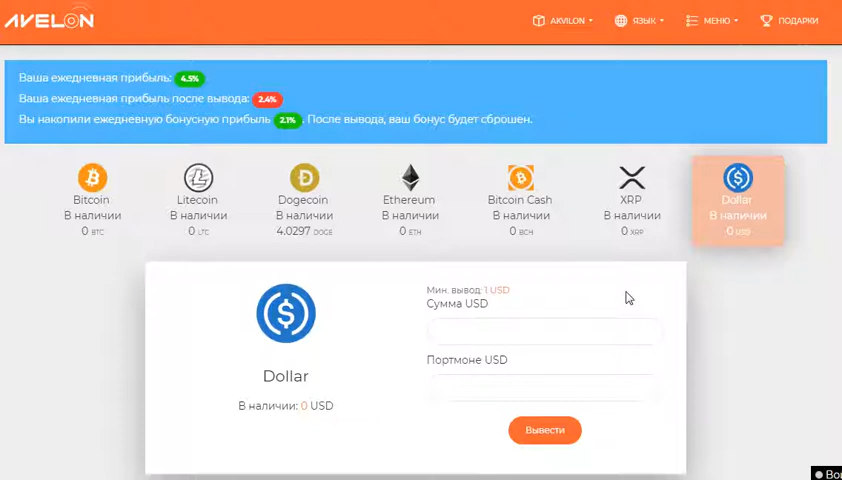 AVELON
AKVILON ЯЗЫК МЕНЮ ПОДАРКИ
Ваша ежедневная прибыль: 4.5%
Ваша ежедневная прибыль после вывода: 2.4%
Вы накопили ежедневную бонусную прибыль 2.1%. После вывода, ваш бонус будет сброшен.
Bitcoin Litecoin Dogecoin Ethereum Bitcoin Cash XRP Dollar
В наличии В наличии В наличии В наличии В наличии В наличии В наличии
0 BTC 0 LTC 4.0297 DOGE 0 ETH 0 BCH 0 XRP 0 USD
Мин. вывод: 1 USD
Сумма USD
Портмоне USD
Dollar
В наличии: 0 USD
Вывести